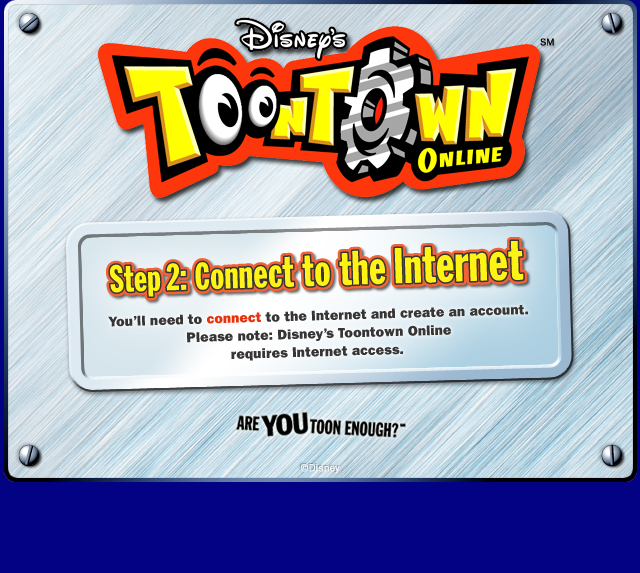 Disney's
TOONTOWN
SM
ONLINE
Step 2: Connect to the Internet
You'll need to connect to the Internet and create an account.
Please note: Disney's Toontown Online
requires Internet access.
ARE YOU TOON ENOUGH?™
©Disney